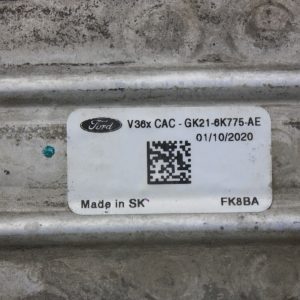 Ford V36x CAC - GK21-6K775-AE
01/10/2020
Made in SK
FK8BA